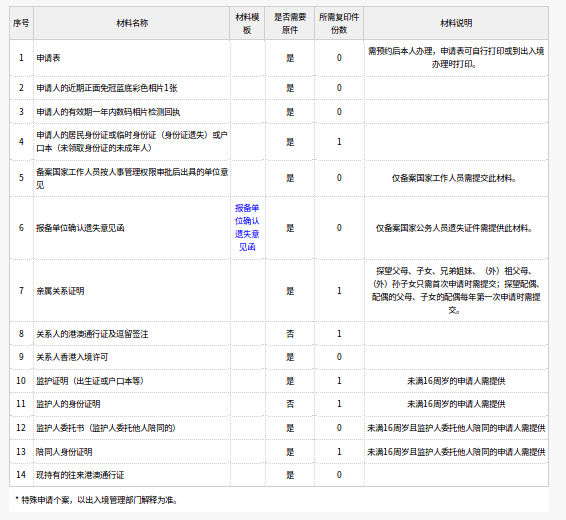 序号 材料名称 材料模板 是否需要原件 所需复印件份数 材料说明
1 申请表 是 0 需预约后本人办理，申请表可自行打印或到出入境
办理时打印。
2 申请人的近期正面免冠蓝底彩色相片1张 是 0
3 申请人的有效期一年内数码相片检测回执 是 0
4 申请人的居民身份证或临时身份证（身份证遗失）或户
口本（未领取身份证的未成年人） 是 1
5 备案国家工作人员按人事管理权限审批后出具的单位意
见 是 0 仅备案国家工作人员需提交此材料。
6 报备单位确认遗失意见函 报备单
位确认
遗失意
见函 是 0 仅备案国家公务人员遗失证件需提供此材料。
7 亲属关系证明 是 1 探望父母、子女、兄弟姐妹、（外）祖父母、
（外）孙子女只需首次申请时需提交；探望配偶、
配偶的父母、子女的配偶每年第一次申请时需提
交。
8 关系人的港澳通行证及逗留签注 否 1
9 关系人香港入境许可 是 0
10 监护证明（出生证或户口本等） 是 1 未满16周岁的申请人需提供
11 监护人的身份证明 否 1 未满16周岁的申请人需提供
12 监护人委托书（监护人委托他人陪同的） 是 0 未满16周岁且监护人委托他人陪同的申请人需提供
13 陪同人身份证明 是 1 未满16周岁且监护人委托他人陪同的申请人需提供
14 现持有的往来港澳通行证 是 0
* 特殊申请个案，以出入境管理部门解释为准。